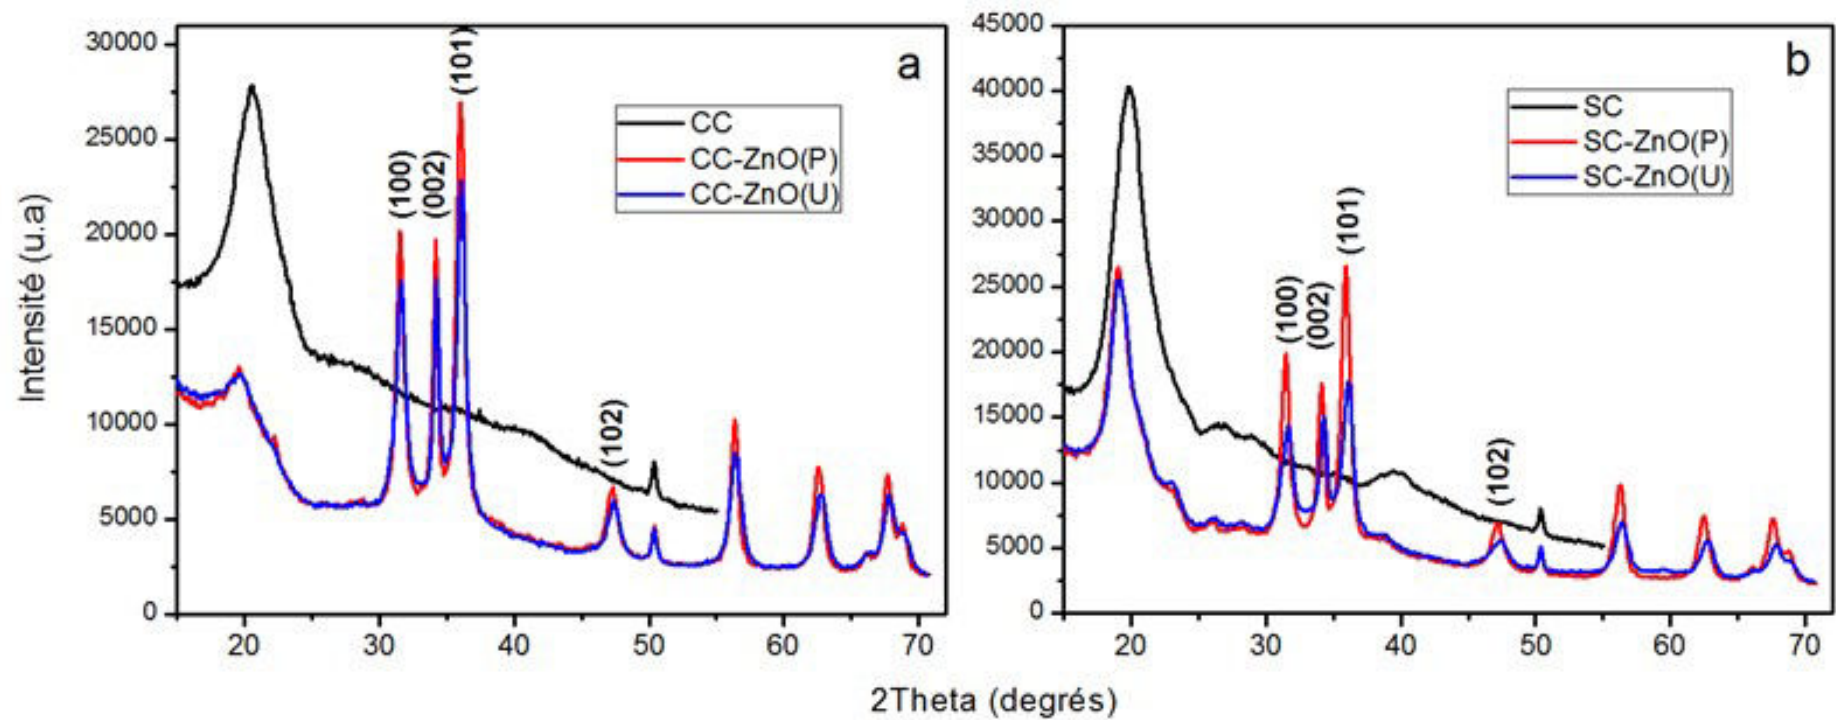 a
30000
25000
20000
15000
10000
5000
0
20 30 40 50 60 70
Intensité (u.a)
(100)
(002)
(101)
(102)
CC
CC-ZnO(P)
CC-ZnO(U)
b
45000
40000
35000
30000
25000
20000
15000
10000
5000
0
20 30 40 50 60 70
(100)
(002)
(101)
(102)
SC
SC-ZnO(P)
SC-ZnO(U)
2Theta (degrés)